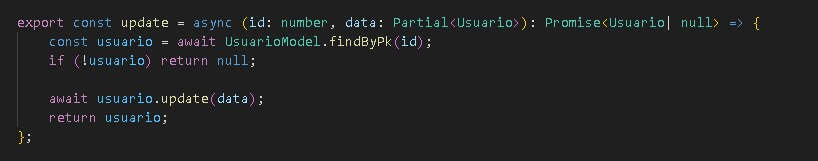 export const update = async (id: number, data: Partial<Usuario>): Promise<Usuario| null> => {
    const usuario = await UsuarioModel.findByPk(id);
    if (!usuario) return null;

    await usuario.update(data);
    return usuario;
};